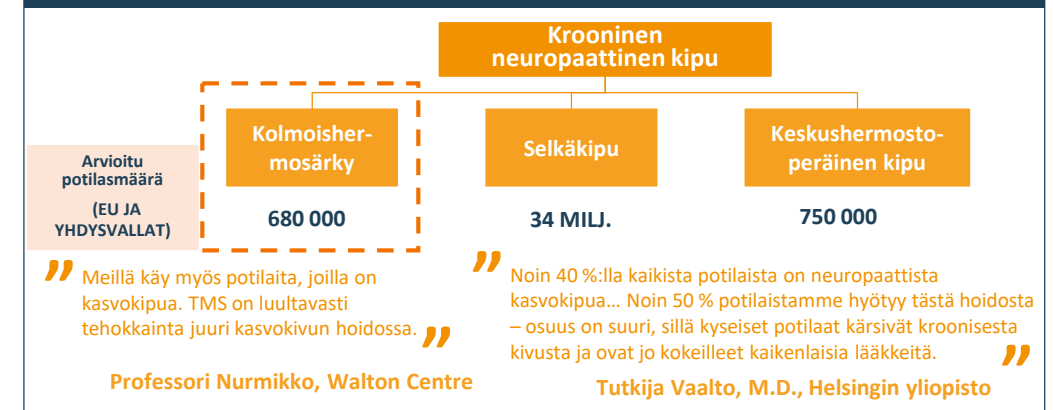 Krooninen
neuropaattinen kipu
Kolmoisher-
mosärky
Selkäkipu
Keskushermosto-
peräinen kipu
Arvioitu
potilasmäärä
(EU JA
YHDYSVALLAT)
680 000
34 MILJ.
750 000
” Meillä käy myös potilaita, joilla on
kasvokipua. TMS on luultavasti
tehokkainta juuri kasvokivun hoidossa. ”
Professori Nurmikko, Walton Centre
” Noin 40 %:lla kaikista potilaista on neuropaattista
kasvokipua... Noin 50 % potilaistamme hyötyy tästä hoidosta
– osuus on suuri, sillä kyseiset potilaat kärsivät kroonisesta
kivusta ja ovat jo kokeilleet kaikenlaisia lääkkeitä. ”
Tutkija Vaalto, M.D., Helsingin yliopisto